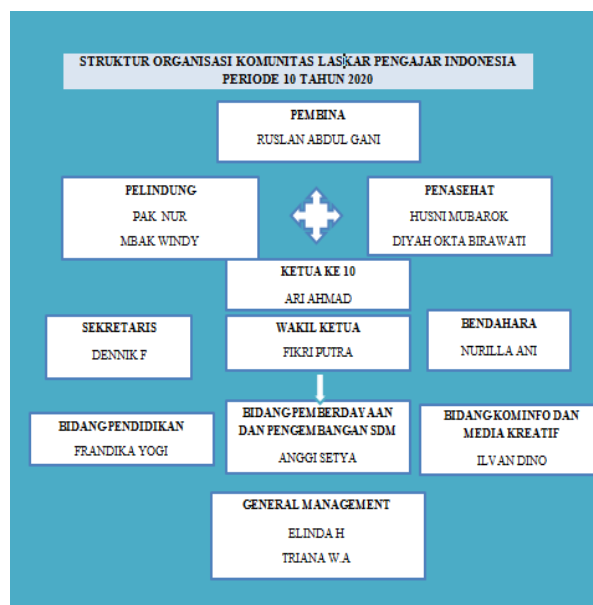 STRUKTUR ORGANISASI KOMUNITAS LASKAR PENGAJAR INDONESIA
PERIODE 10 TAHUN 2020
PEMBINA
RUSLAN ABDUL GANI
PELINDUNG
PAK NUR
MBAK WINDY
PENASEHAT
HUSNI MUBAROK
DIYAH OKTA BIRAWATI
KETUA KE 10
ARI AHMAD
SEKRETARIS
DENNIK F
WAKIL KETUA
FIKRI PUTRA
BENDAHARA
NURILLA ANI
BIDANG PENDIDIKAN
FRANDIKA YOGI
BIDANG PEMBERDAYAAN
DAN PENGEMBANGAN SDM
ANGGI SETYA
BIDANG KOMINFO DAN
MEDIA KREATIF
ILVAN DINO
GENERAL MANAGEMENT
ELINDA H
TRIANA W.A